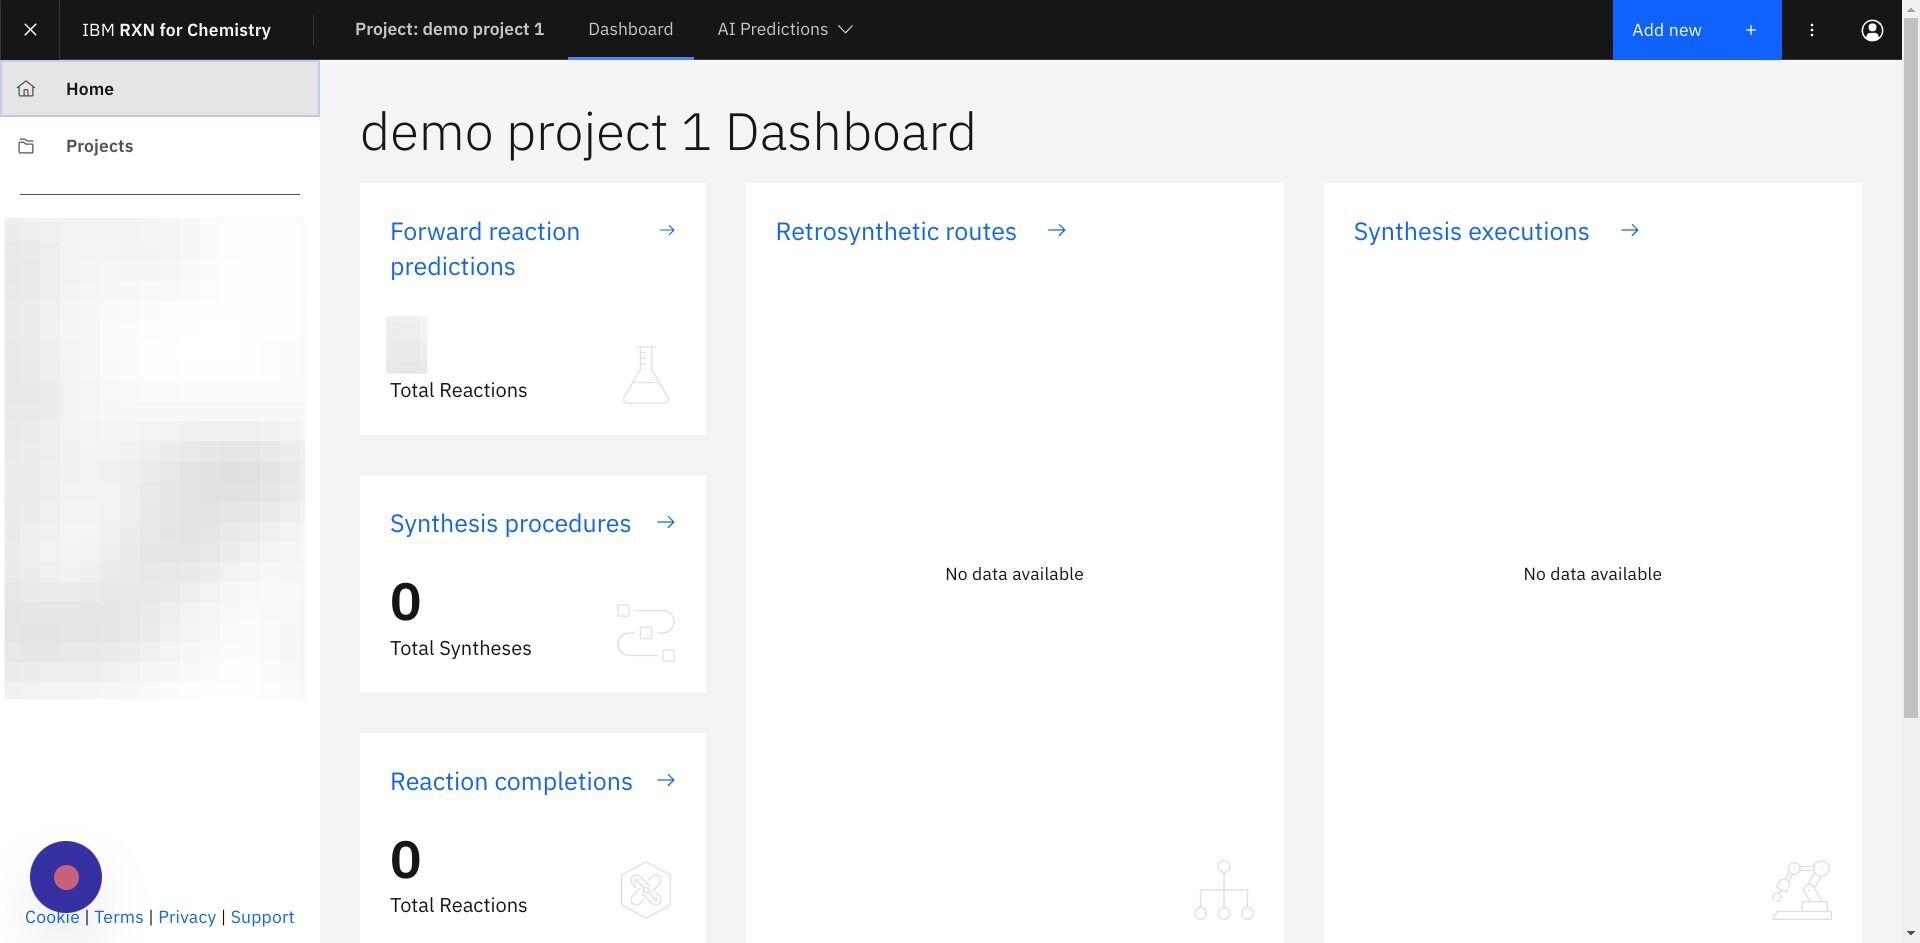 IBM RXN for Chemistry
Project: demo project 1
Dashboard
AI Predictions
Add new +
Home
Projects
demo project 1 Dashboard
Forward reaction
predictions
Total Reactions
Synthesis procedures
0
Total Syntheses
Reaction completions
0
Total Reactions
Retrosynthetic routes
No data available
Synthesis executions
No data available
Cookie | Terms | Privacy | Support